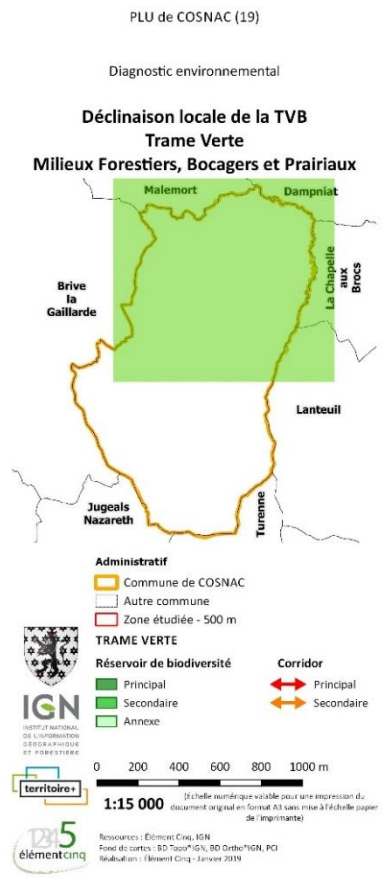 PLU de COSNAC (19)
Diagnostic environnemental
Déclinaison locale de la TVB
Trame Verte
Milieux Forestiers, Bocagers et Prairiaux
Malemort
Dampniat
La Chapelle
aux
Brocs
Brive
la
Gaillarde
Lanteuil
Jugeals
Nazareth
Turenne
Administratif
Commune de COSNAC
Autre commune
Zone étudiée - 500 m
TRAME VERTE
Réservoir de biodiversité
Corridor
Principal
Principal
Secondaire
Secondaire
Annexe
IGN
INSTITUT NATIONAL
DE L'INFORMATION
GÉOGRAPHIQUE
ET FORESTIÈRE
territoire+
0 200 400 600 800 1000 m
1:15 000
(Échelle numérique valable pour une impression du
document original en format A3 sans mise à l'échelle papier
de l'imprimante)
12345
élémentcinq
Ressources : Élément Cinq, IGN
Fond de cartes : BD Topo®IGN, BD Ortho®IGN, PCI
Réalisation : Élément Cinq - Janvier 2019